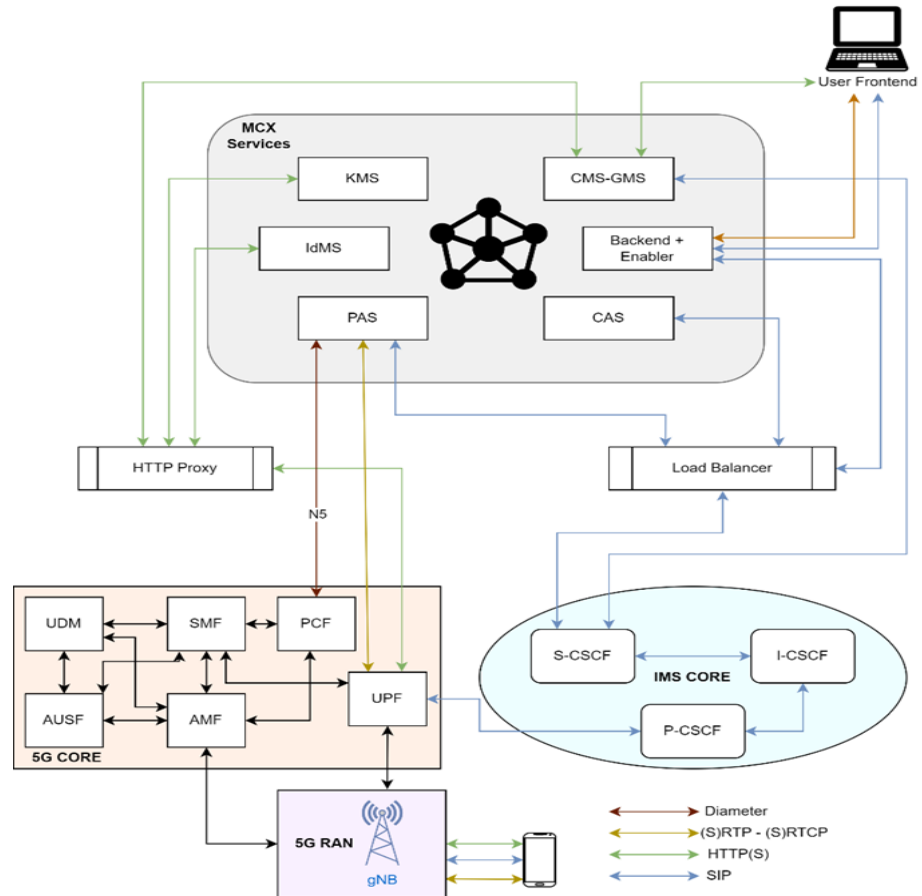 User Frontend
MCX
Services
KMS
CMS-GMS
IdMS
Backend +
Enabler
PAS
CAS
HTTP Proxy
Load Balancer
N5
UDM
SMF
PCF
AUSF
AMF
UPF
5G CORE
S-CSCF
I-CSCF
IMS CORE
P-CSCF
5G RAN
gNB
Diameter
(S)RTP - (S)RTCP
HTTP(S)
SIP